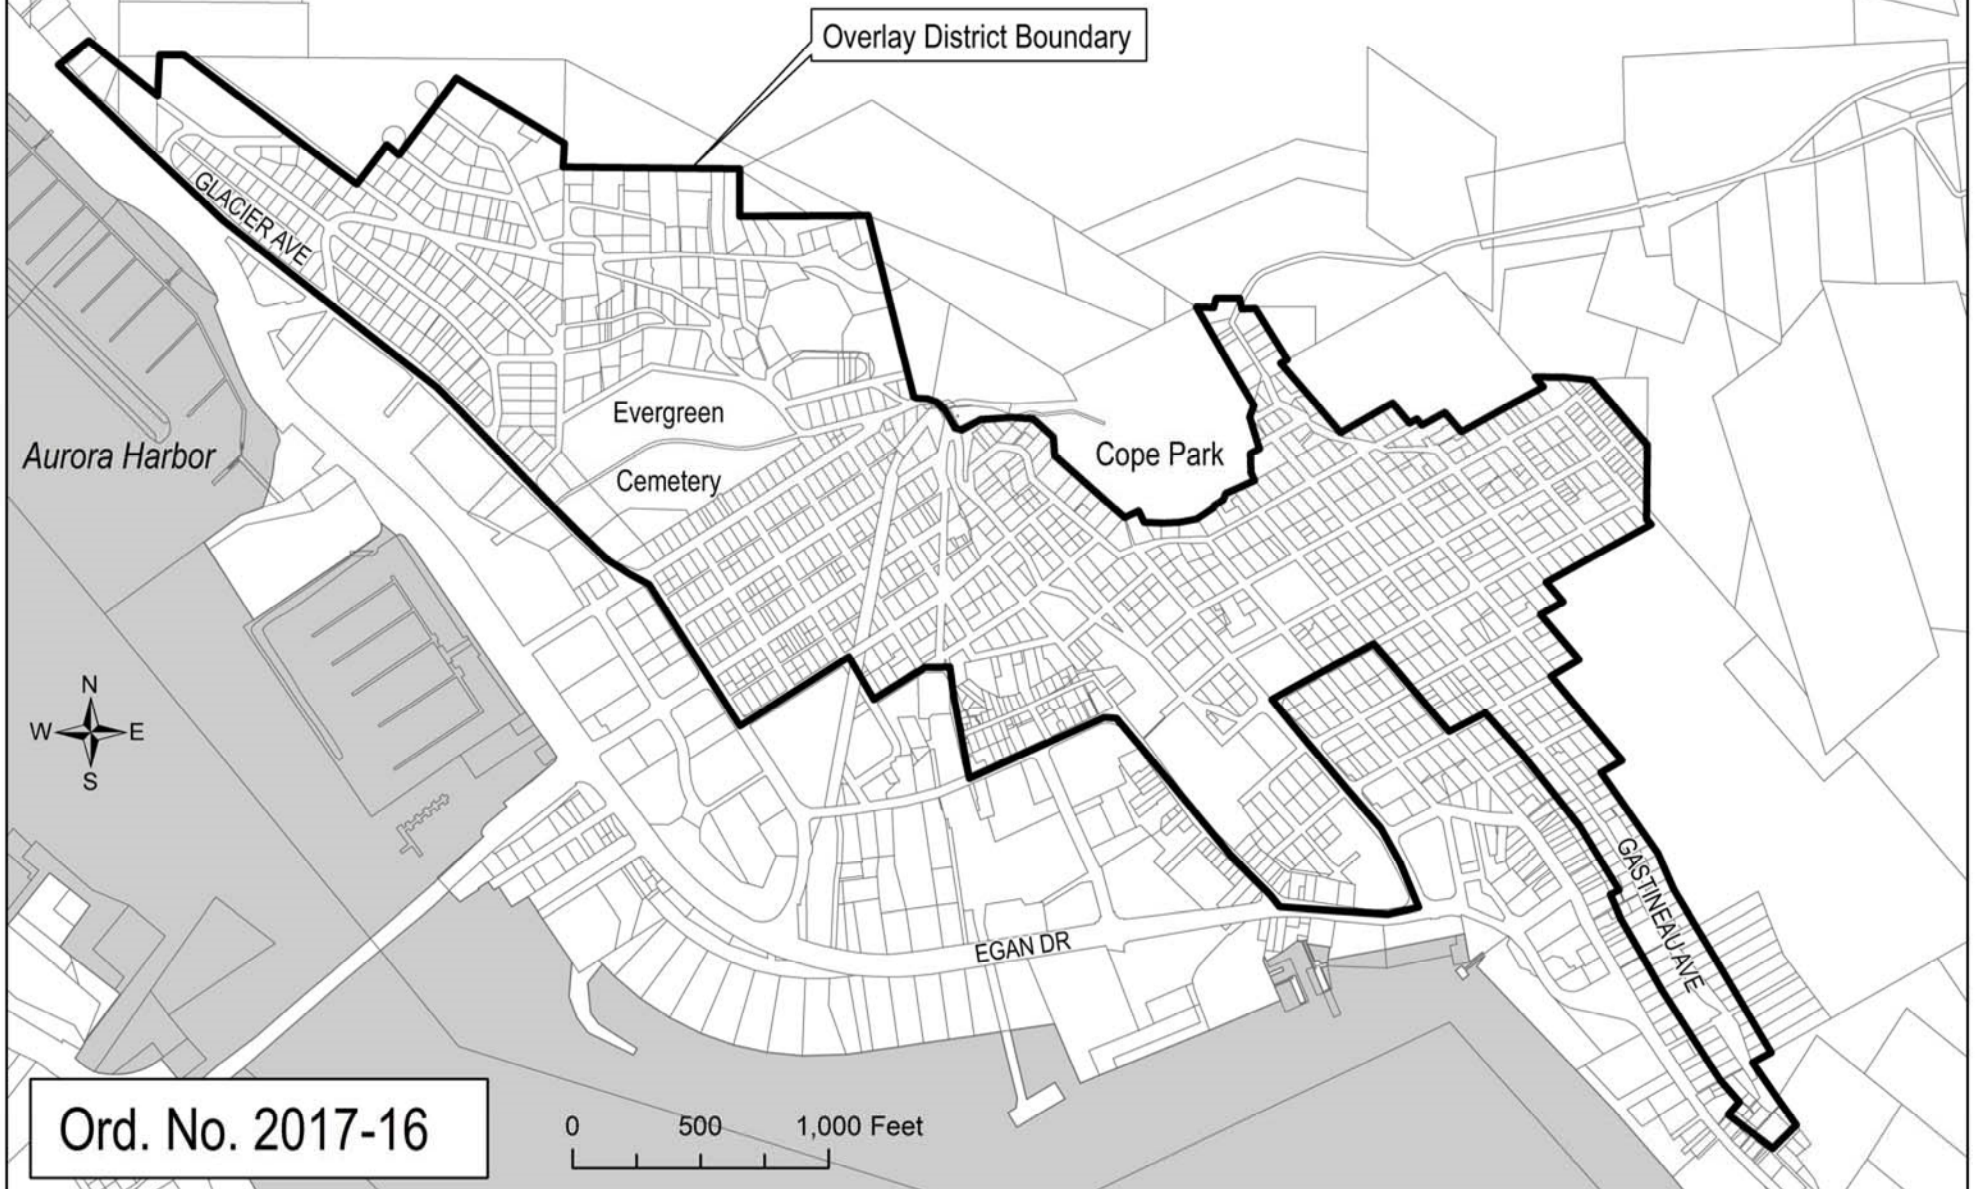 Overlay District Boundary
GLACIER AVE
Evergreen
Cemetery
Aurora Harbor
Cope Park
N
W E
S
GASTINEAU AVE
EGAN DR
Ord. No. 2017-16
0 500 1,000 Feet